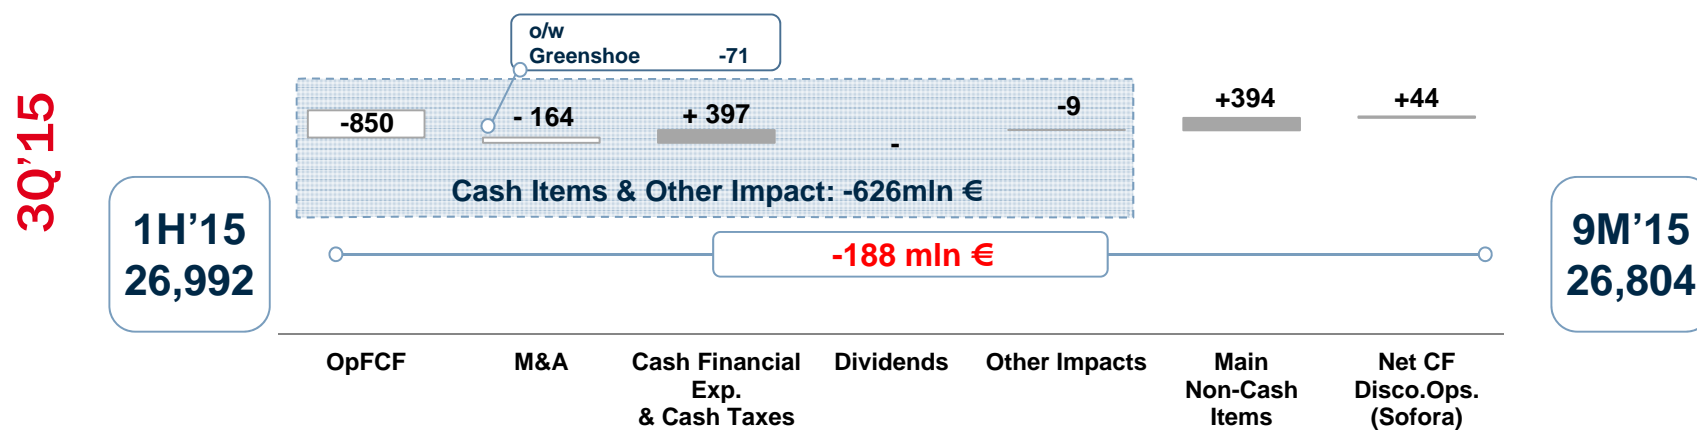 3Q’15
o/w
Greenshoe -71
-850
- 164
+ 397
-
-9
+394
+44
Cash Items & Other Impact: -626mln €
1H’15
26,992
-188 mln €
9M’15
26,804
OpFCF
M&A
Cash Financial
Exp.
& Cash Taxes
Dividends
Other Impacts
Main
Non-Cash
Items
Net CF
Disco.Ops.
(Sofora)